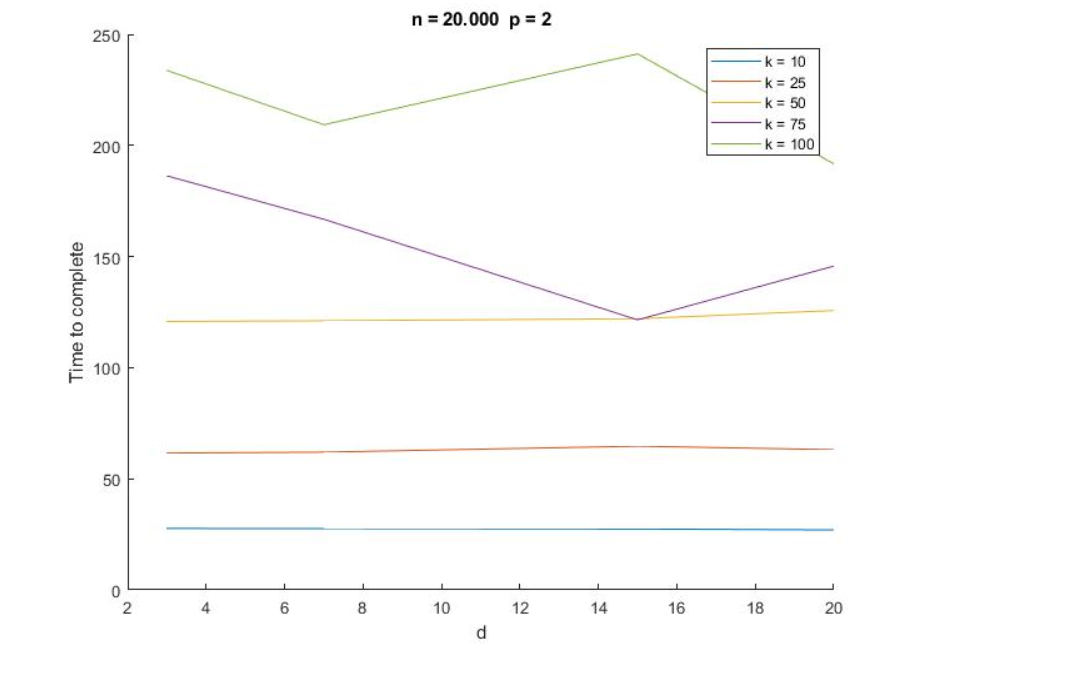 n = 20.000 p = 2
250
200
150
100
50
0
Time to complete
k = 10
k = 25
k = 50
k = 75
k = 100
2 4 6 8 10 12 14 16 18 20
d